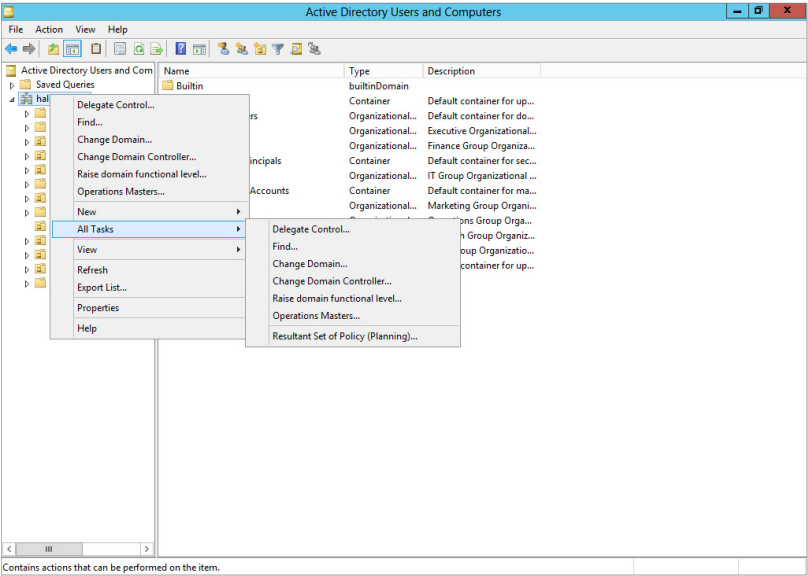 Active Directory Users and Computers
File Action View Help
Active Directory Users and Com
Saved Queries
hal
Name Type Description
Builtin builtinDomain
Container Default container for up...
Organizational... Default container for do...
Organizational... Executive Organizational...
Organizational... Finance Group Organiza...
Container Default container for sec...
Organizational... IT Group Organizational ...
Accounts Container Default container for ma...
Organizational... Marketing Group Organi...
Group Orga...
Group Organiz...
container for up...
Delegate Control...
Find...
Change Domain...
Change Domain Controller...
Raise domain functional level...
Operations Masters...
New
All Tasks
View
Refresh
Export List...
Properties
Help
Delegate Control...
Find...
Change Domain...
Change Domain Controller...
Raise domain functional level...
Operations Masters...
Resultant Set of Policy (Planning)...
Contains actions that can be performed on the item.